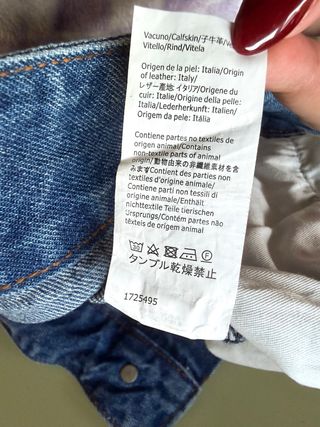 Vacuno/Calfskin/子牛革/
Vitello/Rind/Vitela
Origen de la piel: Italia/Origin
of leather: Italy/
レザー産地: イタリア/Origene du
cuir: Italie/Origine della pelle:
Italia/Lederherkunft: Italien/
Origem da pele: Itália
Contiene partes no textiles de
origen animal/Contains
non-textile parts of animal
origin/動物由来の非繊維素材を含
みます/Contient des parties non
textiles d'origine animale/
Contiene parti non tessili di
origine animale/Enthält
nichttextile Teile tierischen
Ursprungs/Contém partes não
têxteis de origem animal
タンブル乾燥禁止
1725495